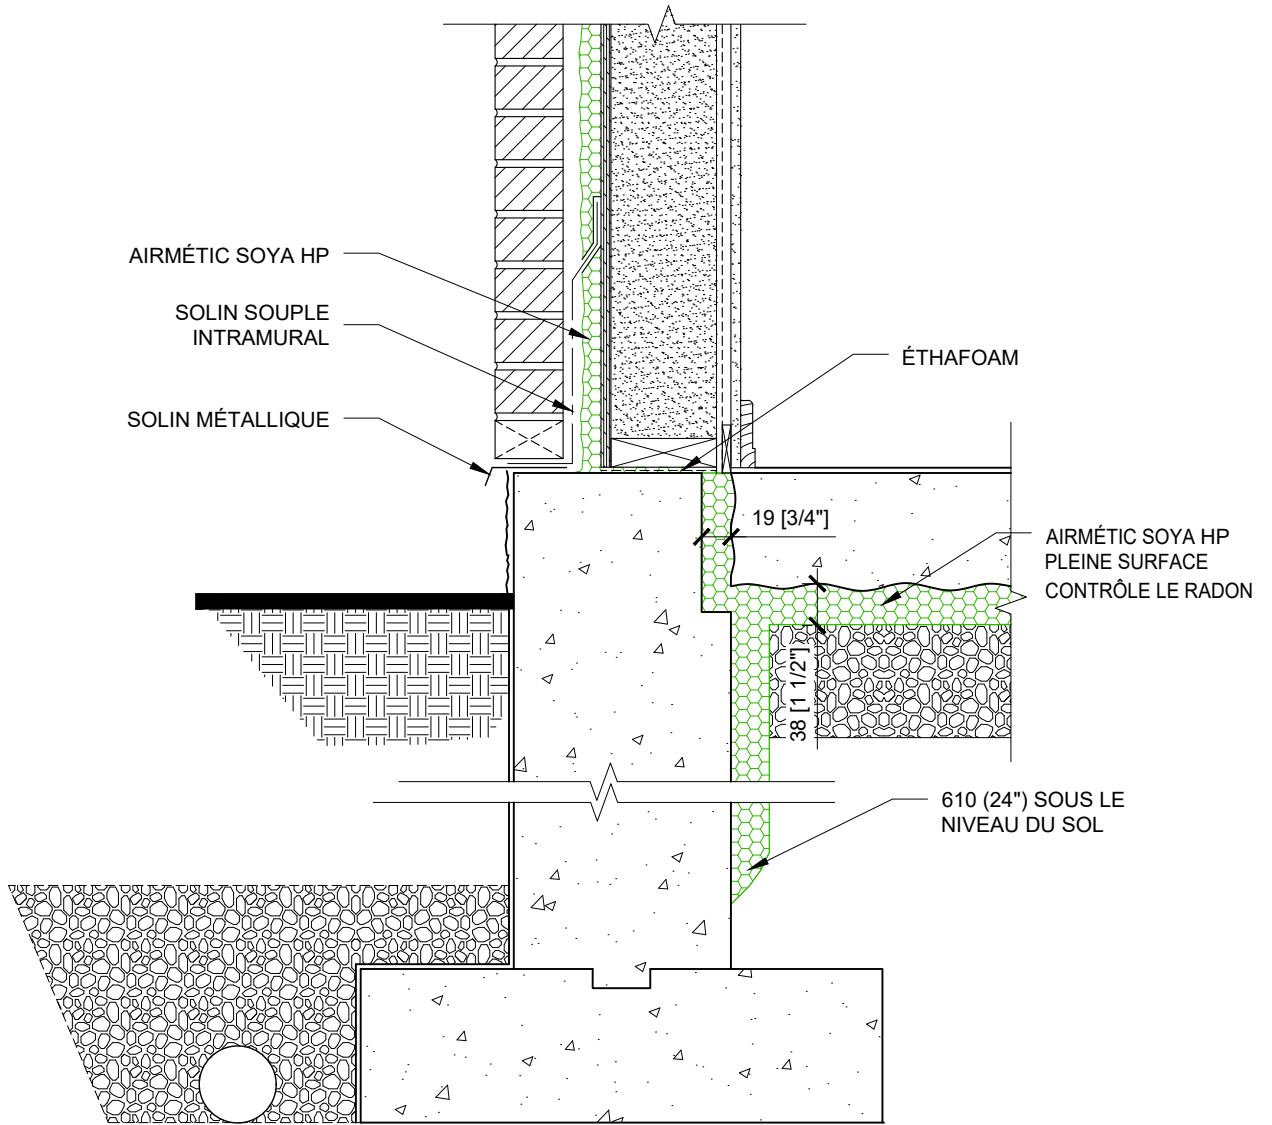 AIRMÉTIC SOYA HP
SOLIN SOUPLE
INTRAMURAL
SOLIN MÉTALLIQUE
ÉTHAFOAM
19 [3/4"]
AIRMÉTIC SOYA HP
PLEINE SURFACE
CONTRÔLE LE RADON
38 [1 1/2"]
610 (24") SOUS LE
NIVEAU DU SOL